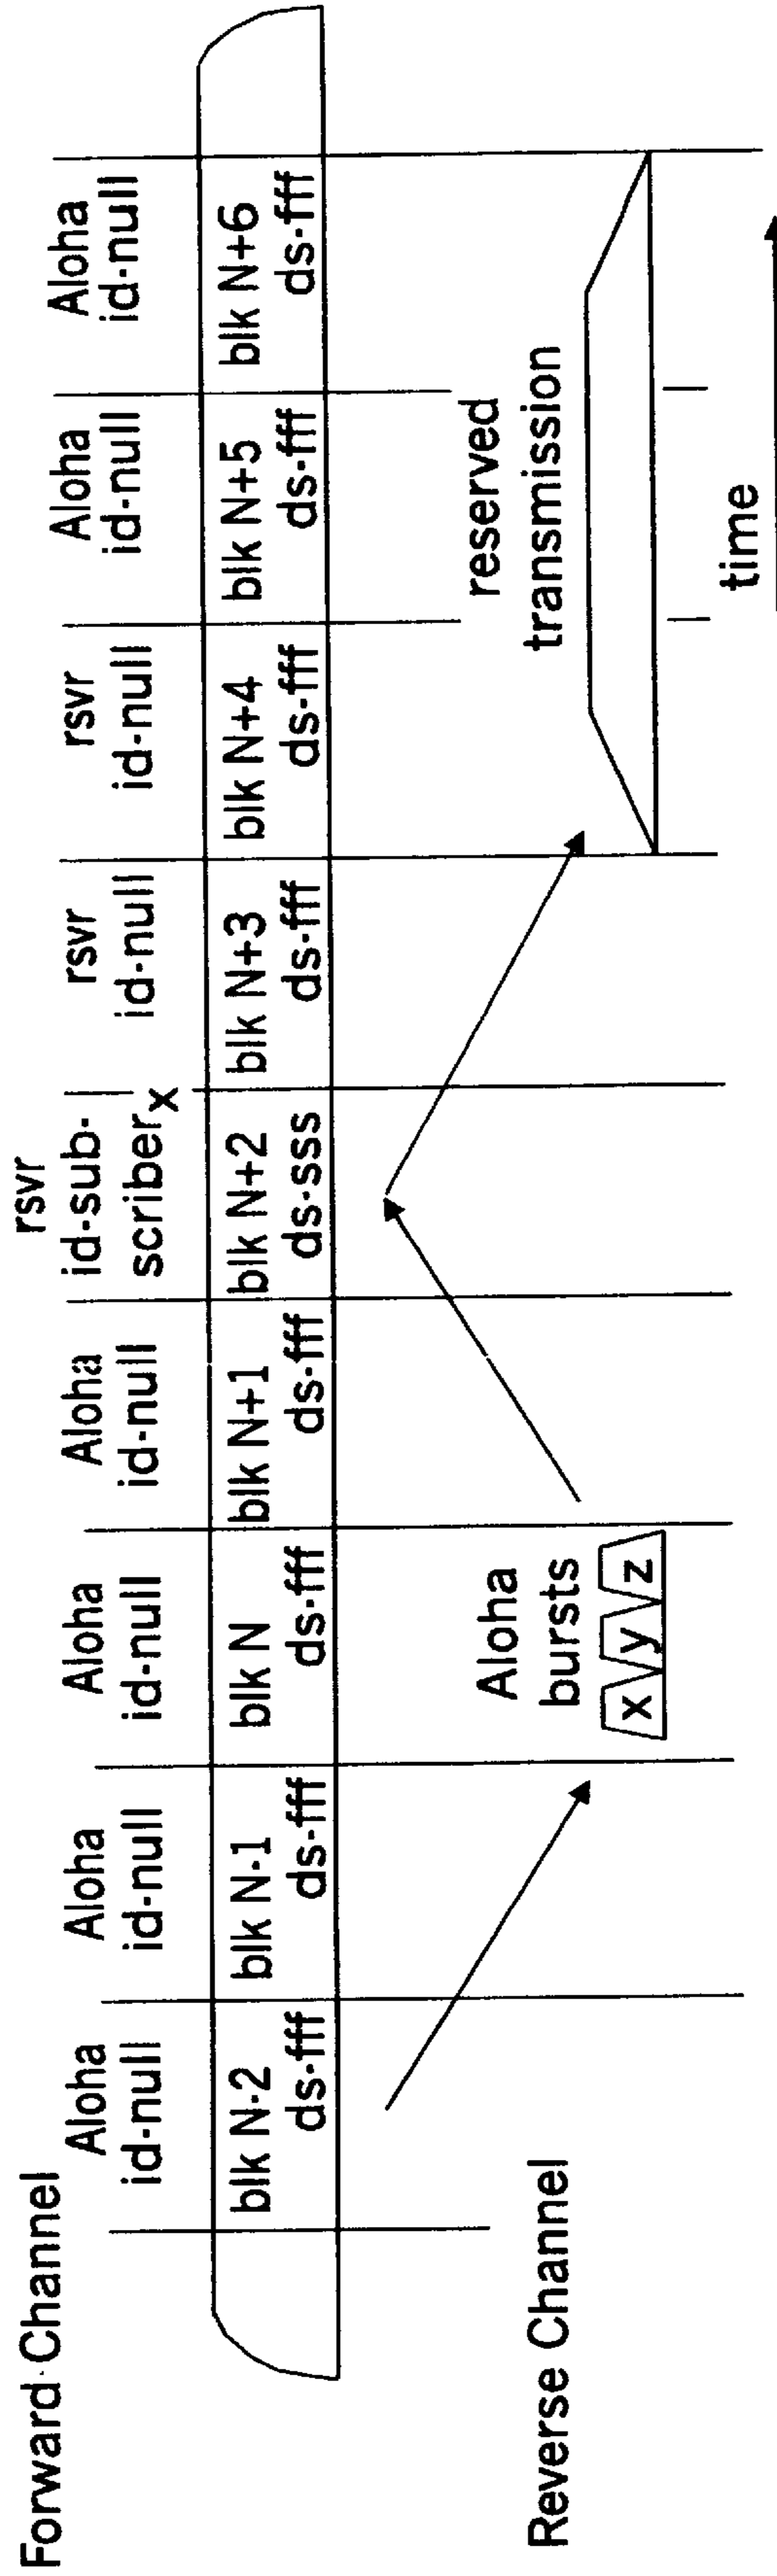 Forward Channel
Aloha
id-null
Aloha
id-null
Aloha
id-null
Aloha
id-null
rsvr
id-sub-
scriber x
rsvr
id-null
rsvr
id-null
Aloha
id-null
Aloha
id-null
blk N-2
ds-fff
blk N-1
ds-fff
blk N
ds-fff
blk N+1
ds-fff
blk N+2
ds-sss
blk N+3
ds-fff
blk N+4
ds-fff
blk N+5
ds-fff
blk N+6
ds-fff
Reverse Channel
Aloha
bursts
x y z
reserved
transmission
time